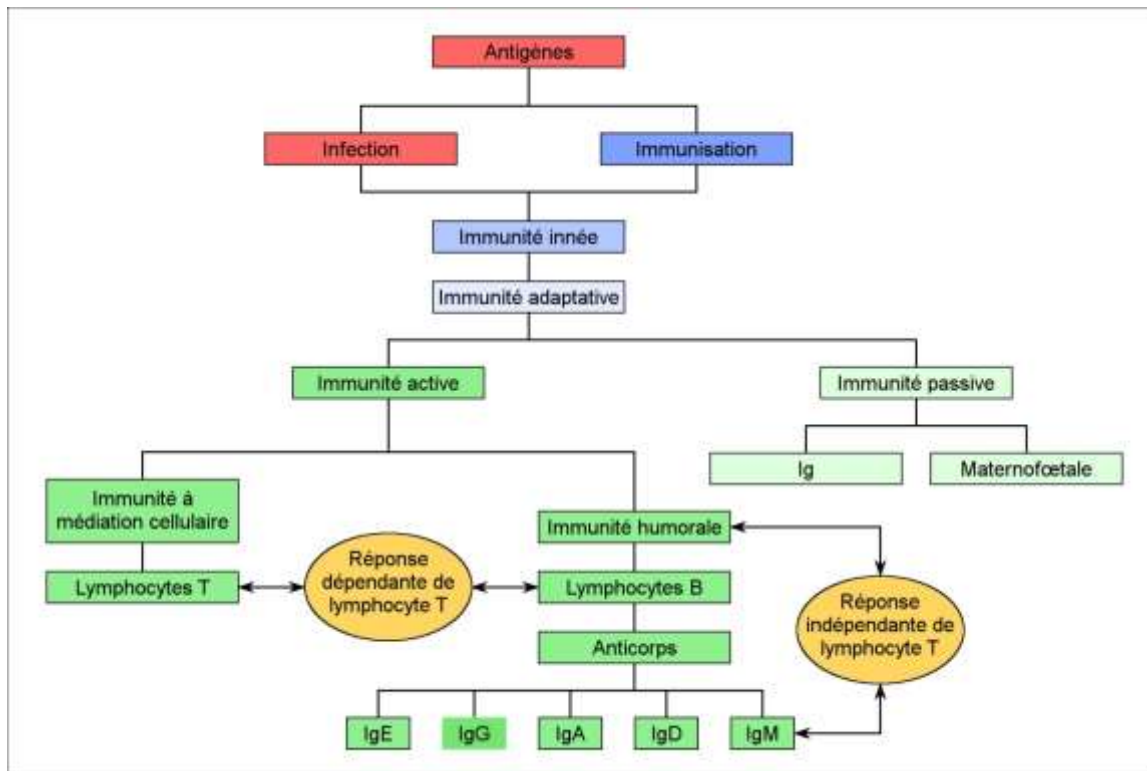 Antigènes
Infection
Immunisation
Immunité innée
Immunité adaptative
Immunité active
Immunité passive
Ig
Maternofœtale
Immunité à
médiation cellulaire
Immunité humorale
Lymphocytes T
Réponse
dépendante de
lymphocyte T
Lymphocytes B
Réponse
indépendante de
lymphocyte T
Anticorps
IgE
IgG
IgA
IgD
IgM